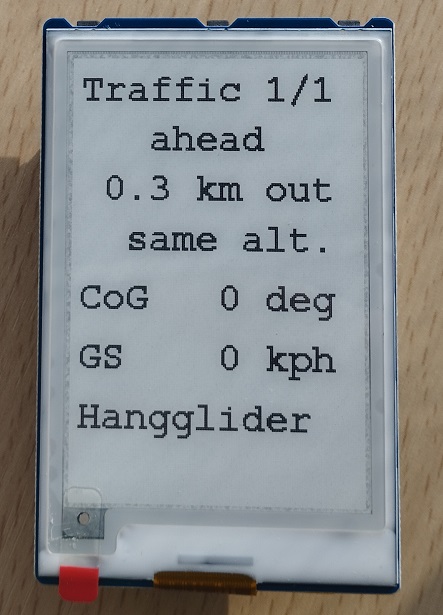 Traffic 1/1
ahead
0.3 km out
same alt.
CoG 0 deg
GS 0 kph
Hangglider